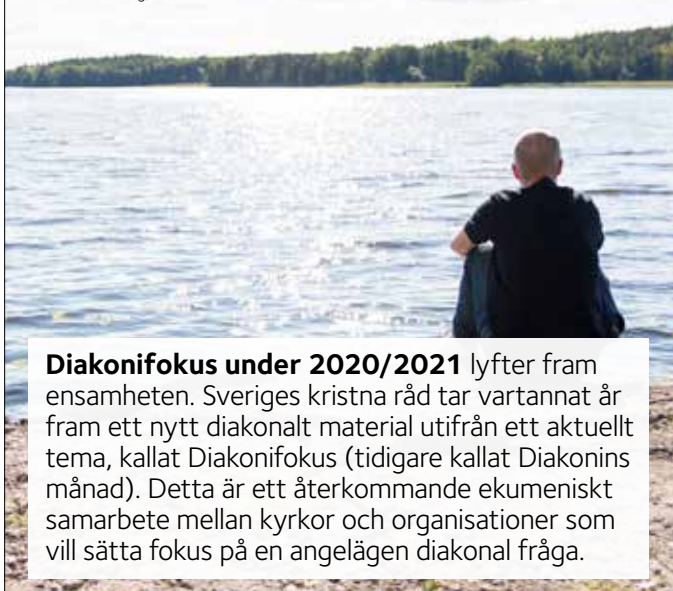 Diakonifokus under 2020/2021 lyfter fram
ensamheten. Sveriges kristna råd tar vartannat år
fram ett nytt diakonalt material utifrån ett aktuellt
tema, kallat Diakonifokus (tidigare kallat Diakonins
månad). Detta är ett återkommande ekumeniskt
samarbete mellan kyrkor och organisationer som
vill sätta fokus på en angelägen diakonal fråga.